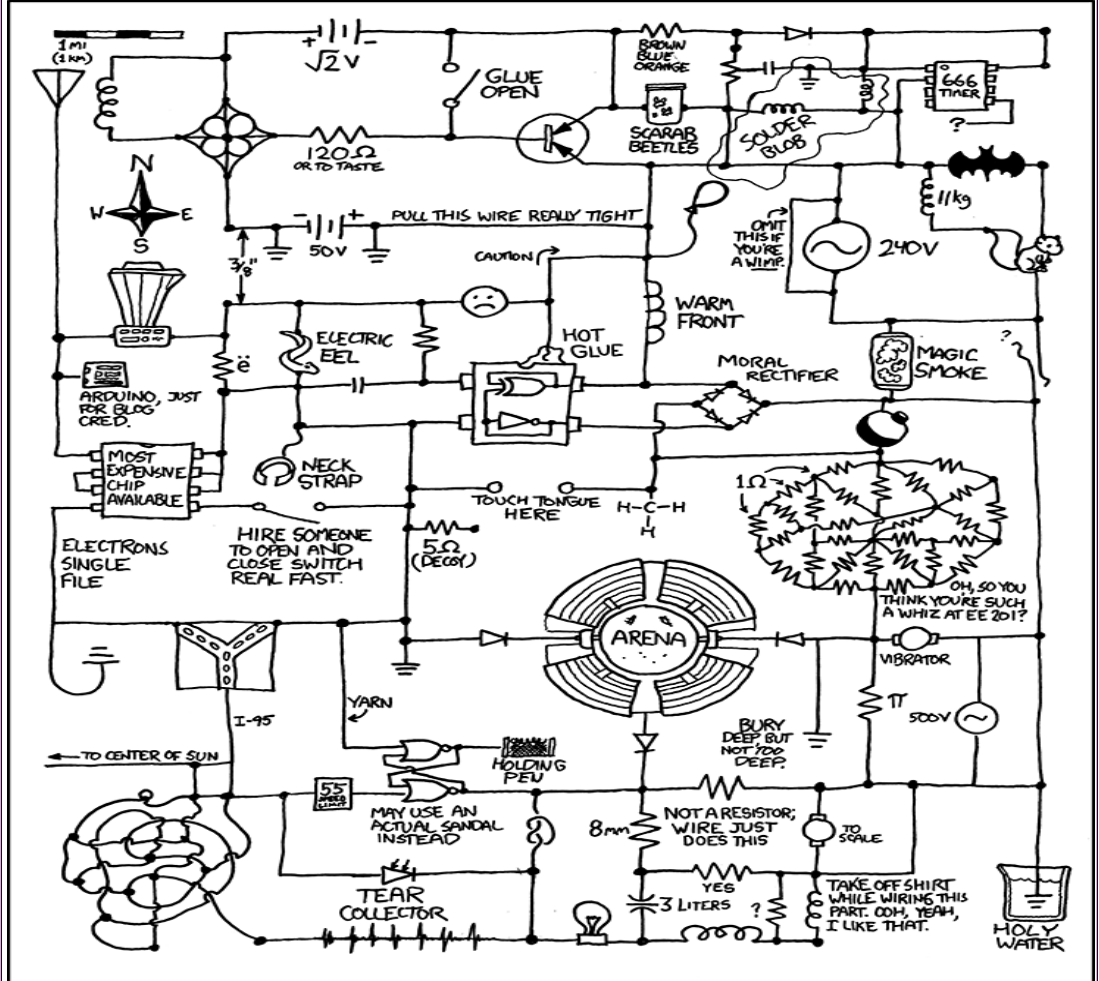 1 MI
(1 KM)
+
-
√2 V
GLUE
OPEN
BROWN
BLUE
ORANGE
666
TIMER
?
SCARAB
BEETLES
SOLDER
BLOB
120Ω
OR TO TASTE
N
W
E
S
-
+
50V
PULL THIS WIRE REALLY TIGHT
3/8"
CAUTION
OMIT
THIS IF
YOU'RE
A WIMP.
240V
11kg
ELECTRIC
EEL
HOT
GLUE
WARM
FRONT
MORAL
RECTIFIER
MAGIC
SMOKE
?
ë
ARDUINO, JUST
FOR BLOG
CRED.
MOST
EXPENSIVE
CHIP
AVAILABLE
NECK
STRAP
TOUCH TONGUE
HERE
H-C-H
H
1Ω
HIRE SOMEONE
TO OPEN AND
CLOSE SWITCH
REAL FAST.
5Ω
(DECOY)
ELECTRONS
SINGLE
FILE
OH, SO YOU
THINK YOU'RE SUCH
A WHIZ AT EE 201?
ARENA
VIBRATOR
I-95
YARN
π
500V
BURY
DEEP BUT
NOT TOO
DEEP.
TO CENTER OF SUN
HOLDING
PEN
55
SPEED
LIMIT
MAY USE AN
ACTUAL SANDAL
INSTEAD
8mm
NOT A RESISTOR;
WIRE JUST
DOES THIS
TO
SCALE
TEAR
COLLECTOR
YES
3 LITERS
?
TAKE OFF SHIRT
WHILE WIRING THIS
PART. OOH, YEAH,
I LIKE THAT.
HOLY
WATER